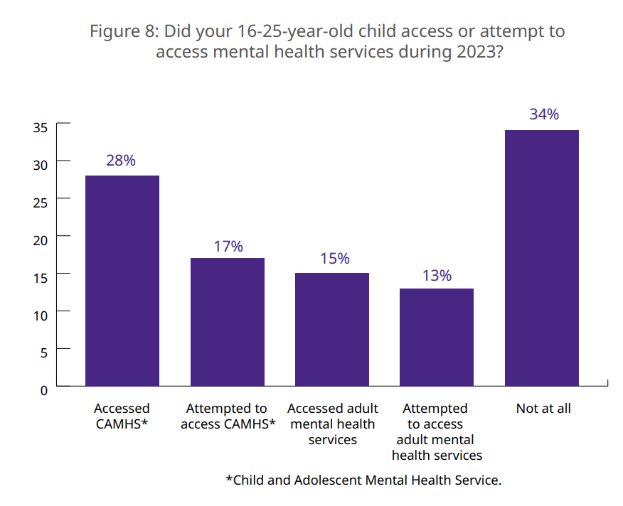 Figure 8: Did your 16-25-year-old child access or attempt to
access mental health services during 2023?
35
30
25
20
15
10
5
0
28%
17%
15%
13%
34%
Accessed
CAMHS*
Attempted to
access CAMHS*
Accessed adult
mental health
services
Attempted
to access
adult mental
health services
Not at all
*Child and Adolescent Mental Health Service.